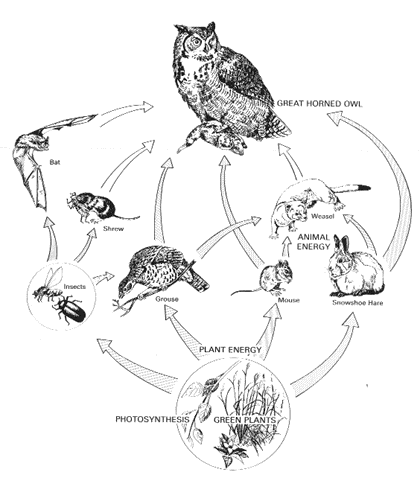 GREAT HORNED OWL
Bat
Shrew
Weasel
ANIMAL
ENERGY
Insects
Grouse
Mouse
Snowshoe Hare
PLANT ENERGY
PHOTOSYNTHESIS
GREEN PLANTS